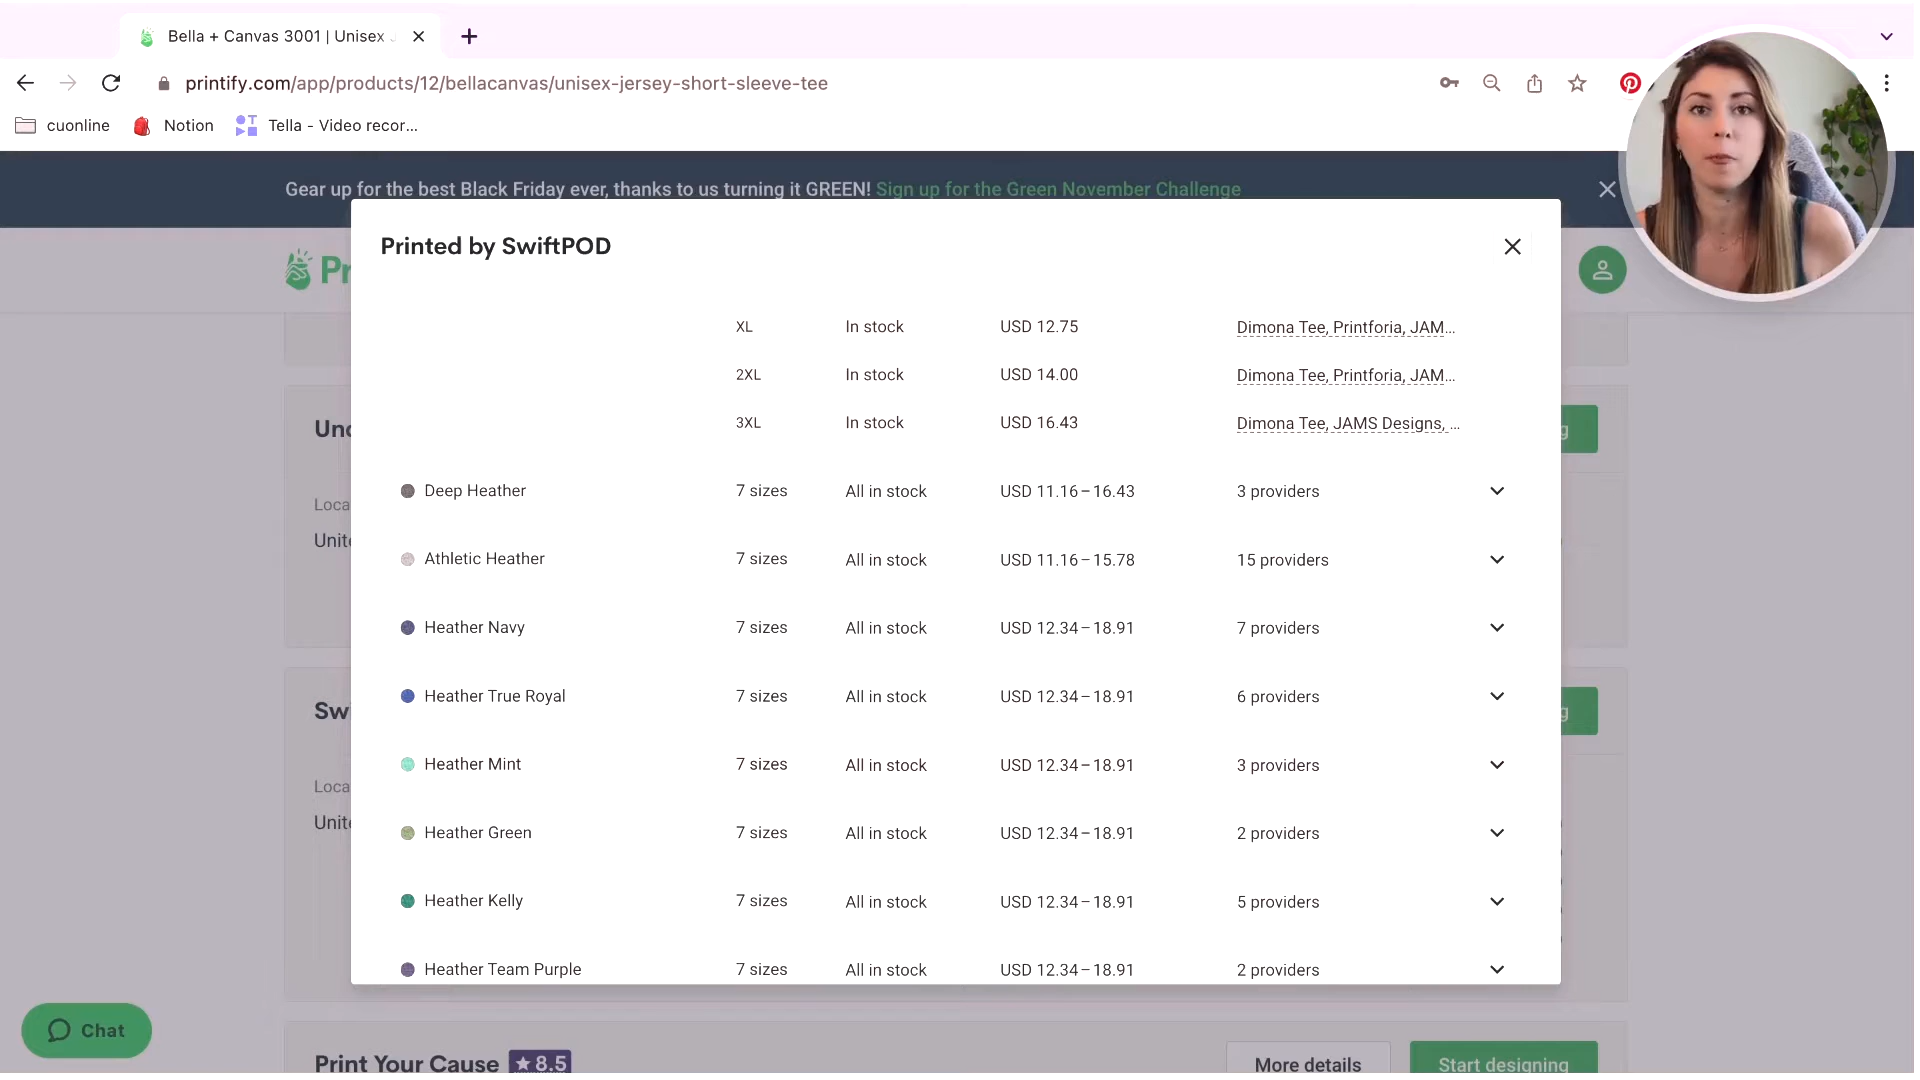 Bella + Canvas 3001 | Unisex
printify.com/app/products/12/bellacanvas/unisex-jersey-short-sleeve-tee
cuonline
Notion
Tella - Video recor...
Gear up for the best Black Friday ever, thanks to us turning it GREEN! Sign up for the Green November Challenge
Pr
Printed by SwiftPOD
XL In stock USD 12.75 Dimona Tee, Printforia, JAM...
2XL In stock USD 14.00 Dimona Tee, Printforia, JAM...
3XL In stock USD 16.43 Dimona Tee, JAMS Designs, ...
Deep Heather 7 sizes All in stock USD 11.16 – 16.43 3 providers
Athletic Heather 7 sizes All in stock USD 11.16 – 15.78 15 providers
Heather Navy 7 sizes All in stock USD 12.34 – 18.91 7 providers
Heather True Royal 7 sizes All in stock USD 12.34 – 18.91 6 providers
Heather Mint 7 sizes All in stock USD 12.34 – 18.91 3 providers
Heather Green 7 sizes All in stock USD 12.34 – 18.91 2 providers
Heather Kelly 7 sizes All in stock USD 12.34 – 18.91 5 providers
Heather Team Purple 7 sizes All in stock USD 12.34 – 18.91 2 providers
Und
Loca
Unite
g
Swi
Loca
Unite
g
Chat
Print Your Cause ★ 8.5
More details
Start designing